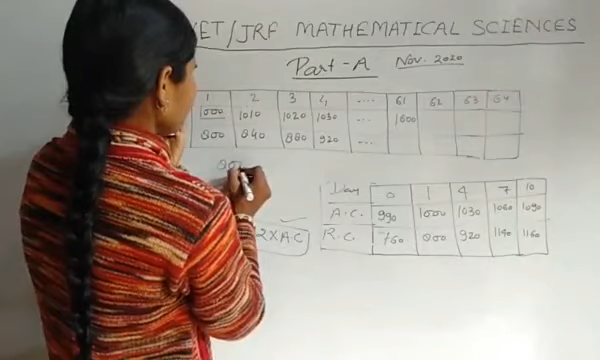 NET/JRF MATHEMATICAL SCIENCES
Part-A Nov. 2020
1 2 3 4 .... 61 62 63 64
1000 1010 1020 1030 ... 1600
800 840 880 920 ...
800
Day 0 1 4 7 10
A.C. 990 1000 1030 1060 1090
R.C. 760 800 920 1140 1160
2XA.C